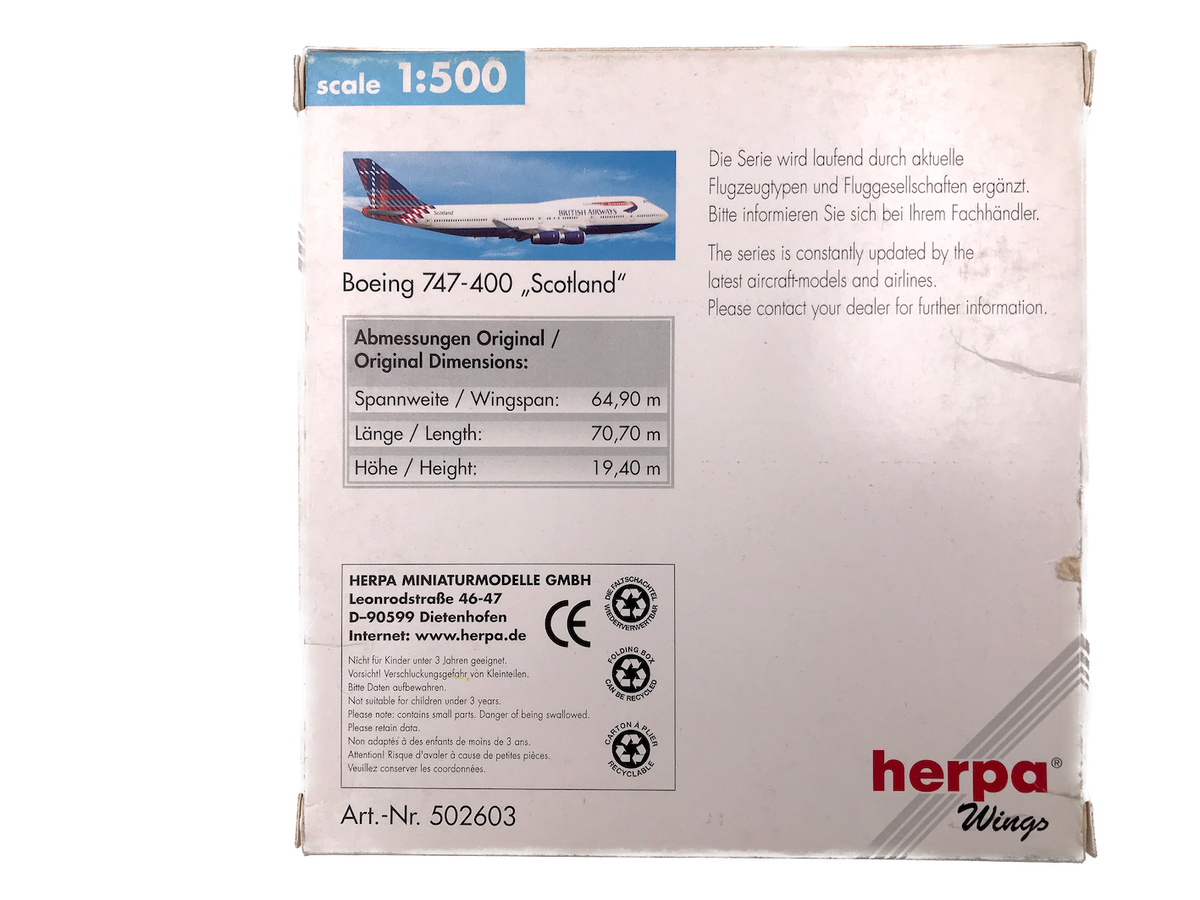 scale 1:500
Scotland
BRITISH AIRWAYS
Boeing 747-400 „Scotland“
Abmessungen Original /
Original Dimensions:
Spannweite / Wingspan: 64,90 m
Länge / Length: 70,70 m
Höhe / Height: 19,40 m
Die Serie wird laufend durch aktuelle
Flugzeugtypen und Fluggesellschaften ergänzt.
Bitte informieren Sie sich bei Ihrem Fachhändler.
The series is constantly updated by the
latest aircraft-models and airlines.
Please contact your dealer for further information.
HERPA MINIATURMODELLE GMBH
Leonrodstraße 46-47
D–90599 Dietenhofen
Internet: www.herpa.de
CE
Nicht für Kinder unter 3 Jahren geeignet.
Vorsicht! Verschluckungsgefahr von Kleinteilen.
Bitte Daten aufbewahren.
Not suitable for children under 3 years.
Please note: contains small parts. Danger of being swallowed.
Please retain data.
Non adaptés à des enfants de moins de 3 ans.
Attention! Risque d'avaler à cause de petites pièces.
Veuillez conserver les coordonnées.
DIE FALTSCHACHTEL
WIEDERVERWERTBAR
FOLDING BOX
CAN BE RECYCLED
CARTON À PLIER
RECYCLABLE
Art.-Nr. 502603
herpa®
Wings